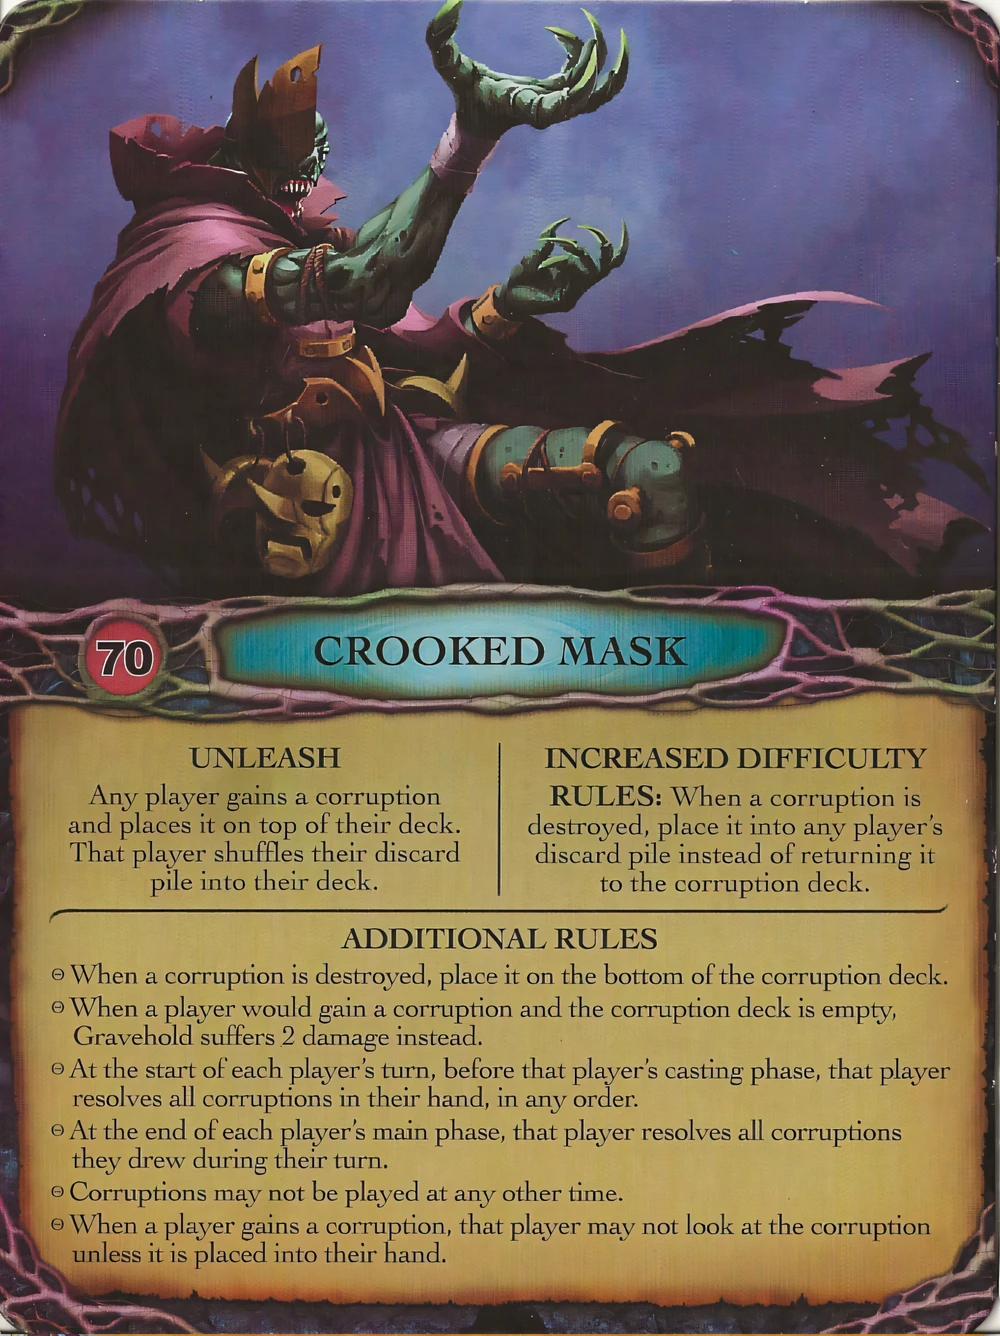 70
CROOKED MASK
UNLEASH
Any player gains a corruption
and places it on top of their deck.
That player shuffles their discard
pile into their deck.
INCREASED DIFFICULTY
RULES: When a corruption is
destroyed, place it into any player's
discard pile instead of returning it
to the corruption deck.
ADDITIONAL RULES
When a corruption is destroyed, place it on the bottom of the corruption deck.
When a player would gain a corruption and the corruption deck is empty,
Gravehold suffers 2 damage instead.
At the start of each player's turn, before that player's casting phase, that player
resolves all corruptions in their hand, in any order.
At the end of each player's main phase, that player resolves all corruptions
they drew during their turn.
Corruptions may not be played at any other time.
When a player gains a corruption, that player may not look at the corruption
unless it is placed into their hand.